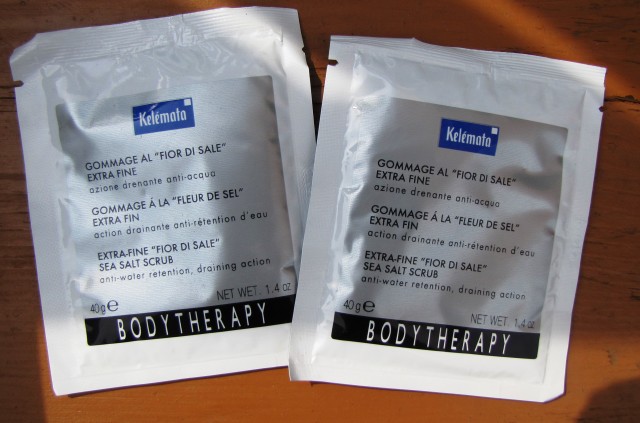 Kelémata
GOMMAGE AL "FIOR DI SALE"
EXTRA FINE
azione drenante anti-acqua
GOMMAGE À LA "FLEUR DE SEL"
EXTRA FIN
action drainante anti-rétention d'eau
EXTRA-FINE "FIOR DI SALE"
SEA SALT SCRUB
anti-water retention, draining action
40 g e NET WET. 1.4 oz
BODYTHERAPY
Kelémata
GOMMAGE AL "FIOR DI SALE"
EXTRA FINE
azione drenante anti-acqua
GOMMAGE À LA "FLEUR DE SEL"
EXTRA FIN
action drainante anti-rétention d'eau
EXTRA-FINE "FIOR DI SALE"
SEA SALT SCRUB
anti-water retention, draining action
40 g e NET WET. 1.4 oz
BODYTHERAPY